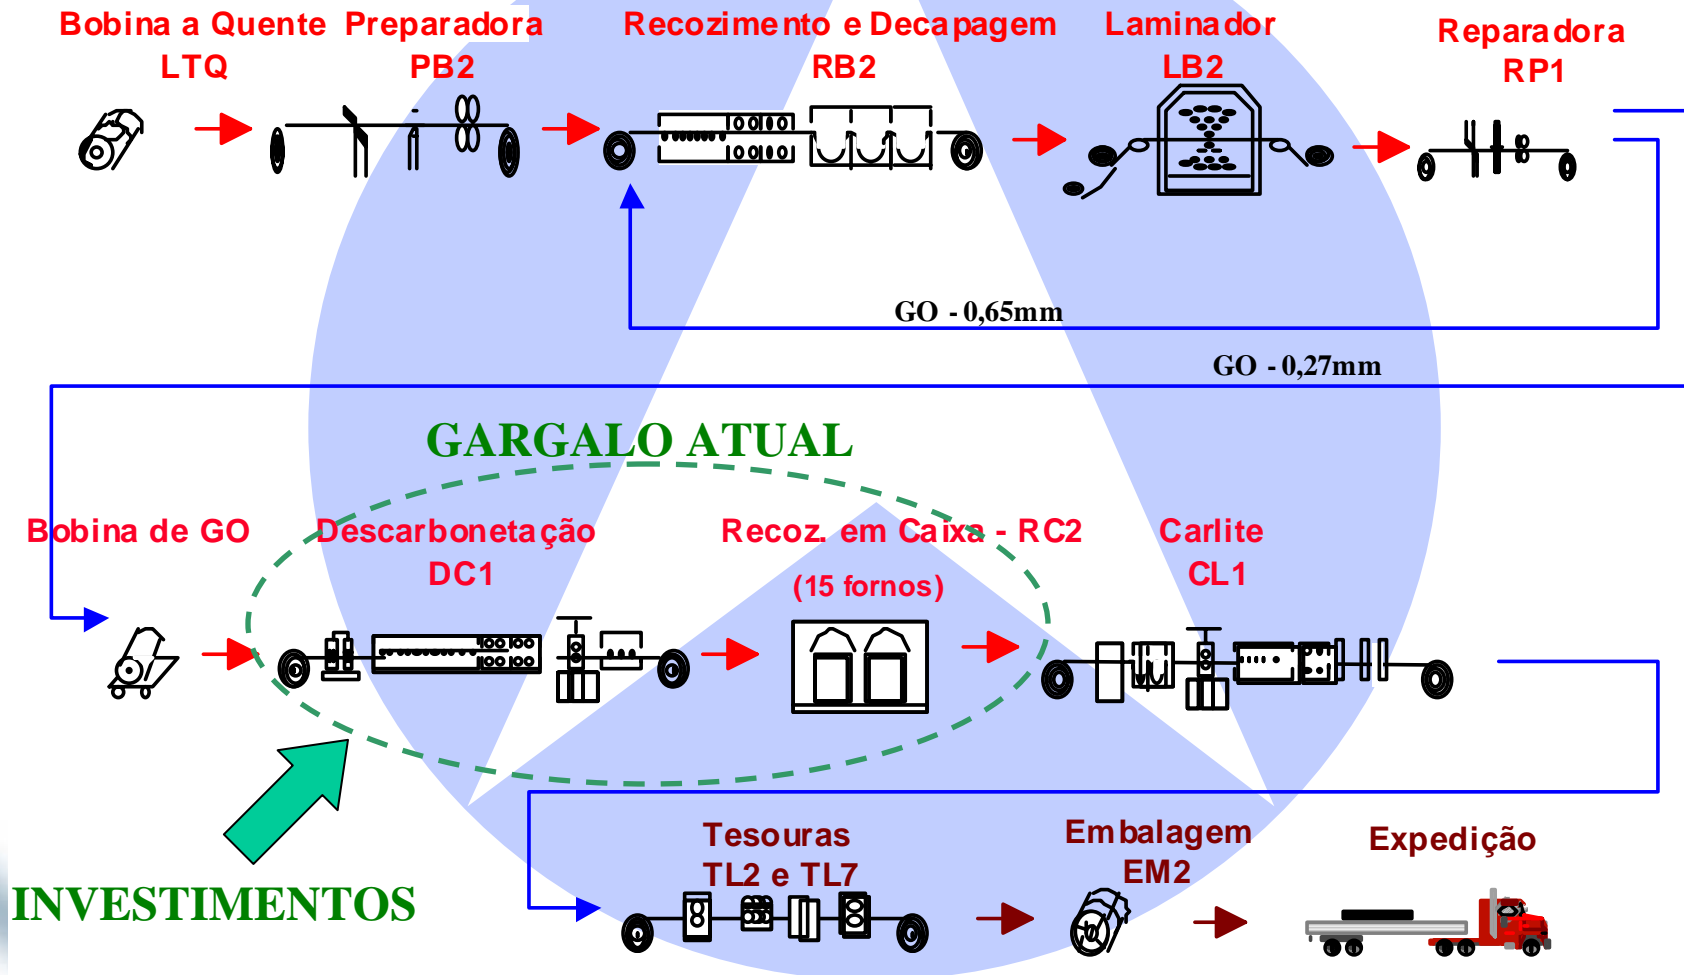 Bobina a Quente
LTQ
Preparadora
PB2
Recozimento e Decapagem
RB2
Laminador
LB2
Reparadora
RP1
GO - 0,65mm
GO - 0,27mm
GARGALO ATUAL
Bobina de GO
Descarbonetação
DC1
Recoz. em Caixa - RC2
(15 fornos)
Carlite
CL1
INVESTIMENTOS
Tesouras
TL2 e TL7
Embalagem
EM2
Expedição